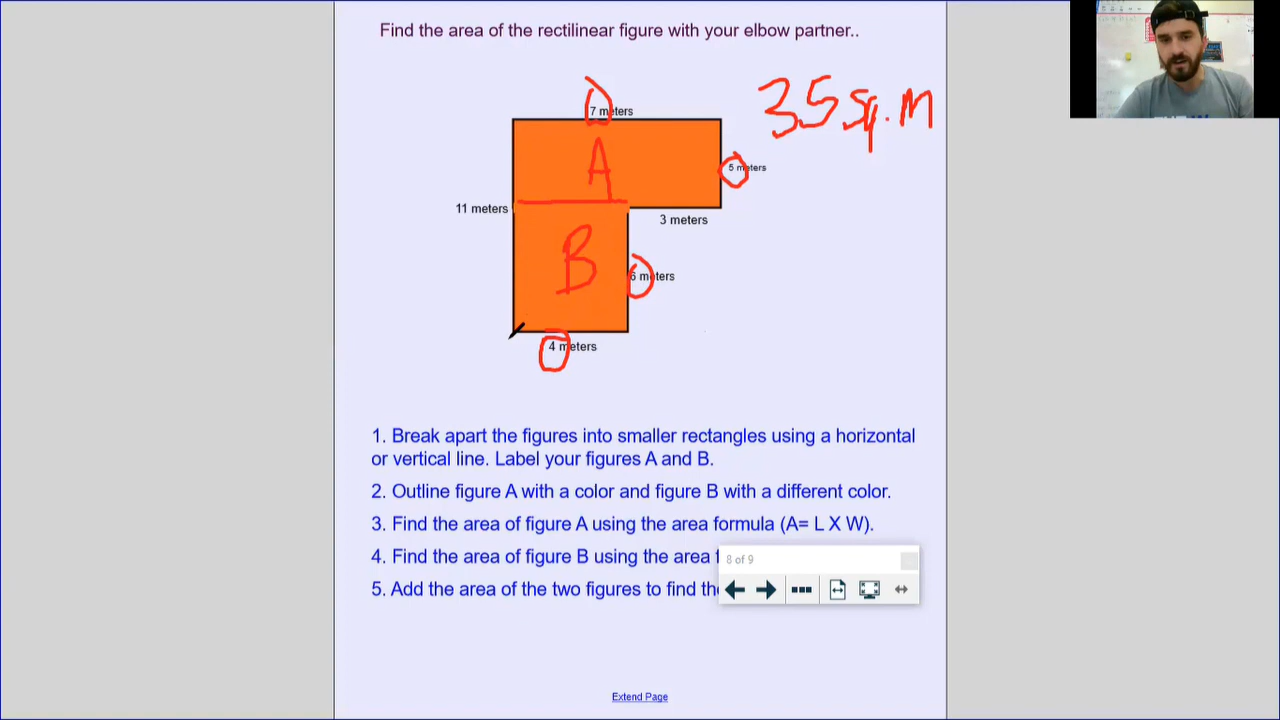 Find the area of the rectilinear figure with your elbow partner..
7 meters
35 sq. m
A
5 meters
11 meters
3 meters
B
6 meters
4 meters
1. Break apart the figures into smaller rectangles using a horizontal
or vertical line. Label your figures A and B.
2. Outline figure A with a color and figure B with a different color.
3. Find the area of figure A using the area formula (A= L X W).
4. Find the area of figure B using the area
8 of 9
5. Add the area of the two figures to find the
Extend Page